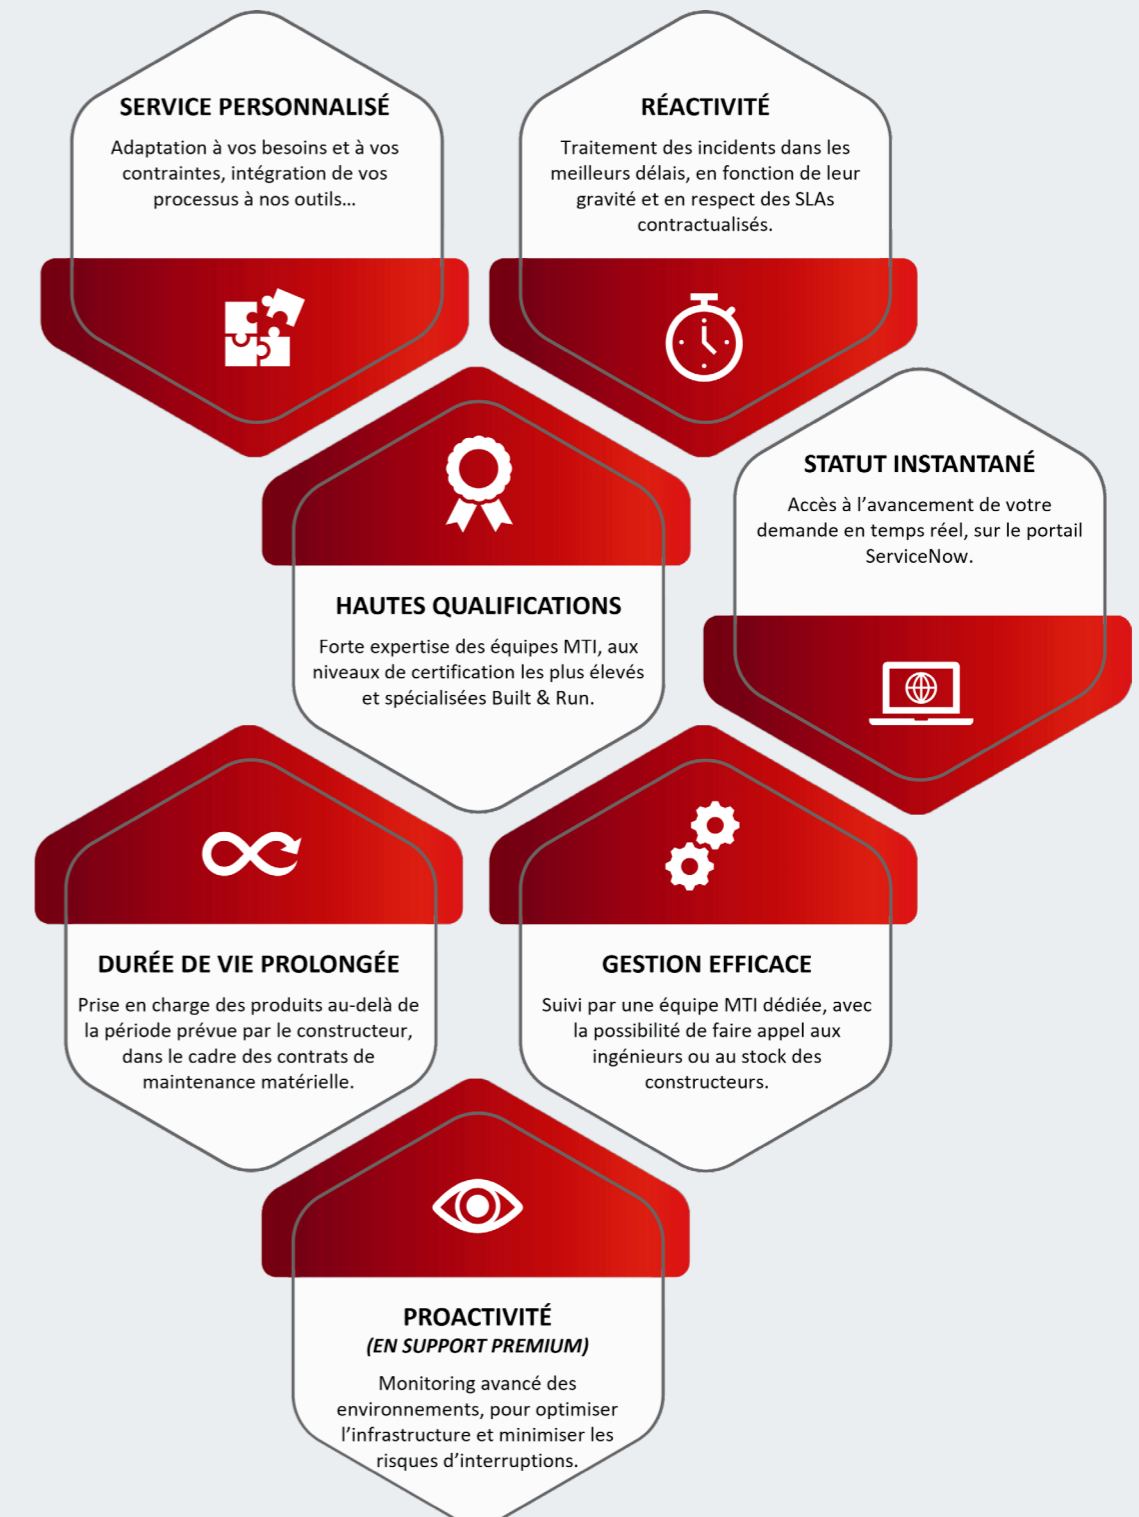 SERVICE PERSONNALISÉ
Adaptation à vos besoins et à vos
contraintes, intégration de vos
processus à nos outils...
RÉACTIVITÉ
Traitement des incidents dans les
meilleurs délais, en fonction de leur
gravité et en respect des SLAs
contractualisés.
STATUT INSTANTANÉ
Accès à l’avancement de votre
demande en temps réel, sur le portail
ServiceNow.
HAUTES QUALIFICATIONS
Forte expertise des équipes MTI, aux
niveaux de certification les plus élevés
et spécialisées Built & Run.
DURÉE DE VIE PROLONGÉE
Prise en charge des produits au-delà de
la période prévue par le constructeur,
dans le cadre des contrats de
maintenance matérielle.
GESTION EFFICACE
Suivi par une équipe MTI dédiée, avec
la possibilité de faire appel aux
ingénieurs ou au stock des
constructeurs.
PROACTIVITÉ
(EN SUPPORT PREMIUM)
Monitoring avancé des
environnements, pour optimiser
l’infrastructure et minimiser les
risques d’interruptions.